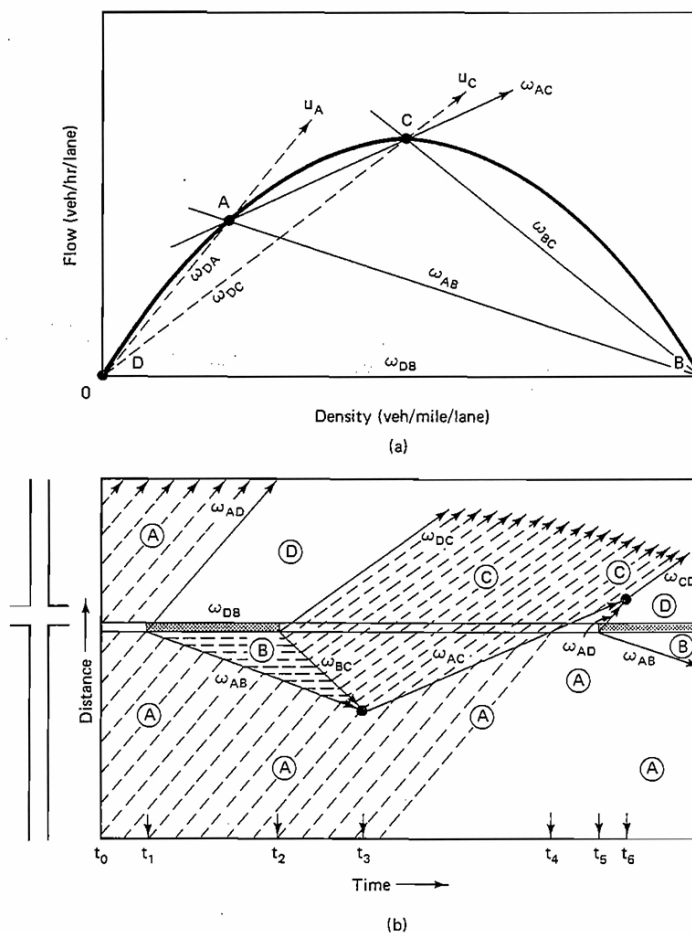 Flow (veh/hr/lane)
u_A
u_C
ω_AC
C
A
ω_DA
ω_DC
ω_BC
ω_AB
D
ω_DB
B
0
Density (veh/mile/lane)
(a)
Distance
A
ω_AD
D
ω_DC
C
C
ω_CD
D
ω_DB
B
ω_BC
ω_AC
ω_AD
B
ω_AB
ω_AB
A
A
A
A
A
t_0
t_1
t_2
t_3
t_4
t_5
t_6
Time
(b)